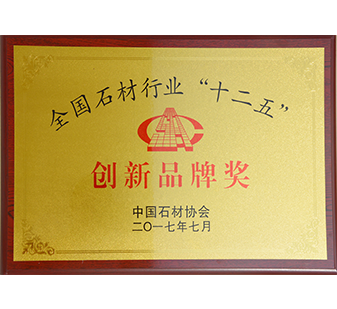 全国石材行业“十二五”
创新品牌奖
中国石材协会
二〇一七年七月